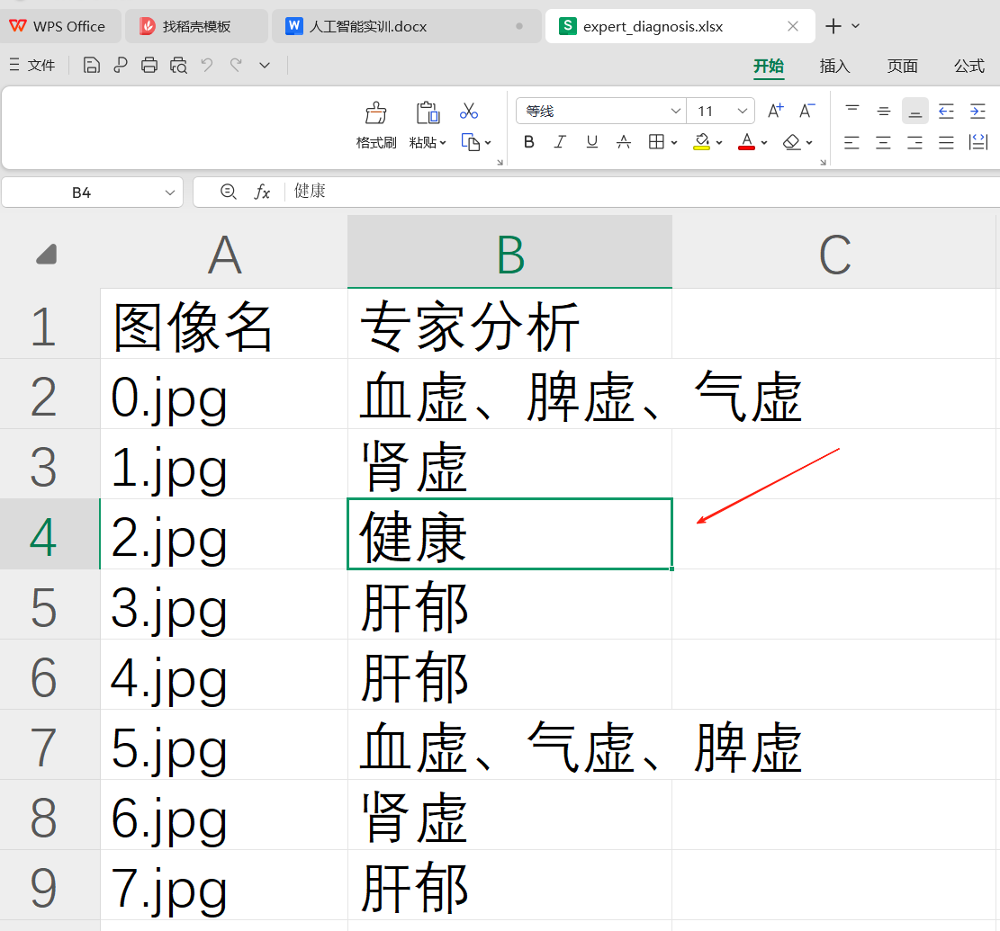 WPS Office 找稻壳模板 人工智能实训.docx expert_diagnosis.xlsx
文件 开始 插入 页面 公式
等线 11
格式刷 粘贴 B I U A A
B4 fx 健康
A B C
1 图像名 专家分析
2 0.jpg 血虚、脾虚、气虚
3 1.jpg 肾虚
4 2.jpg 健康
5 3.jpg 肝郁
6 4.jpg 肝郁
7 5.jpg 血虚、气虚、脾虚
8 6.jpg 肾虚
9 7.jpg 肝郁